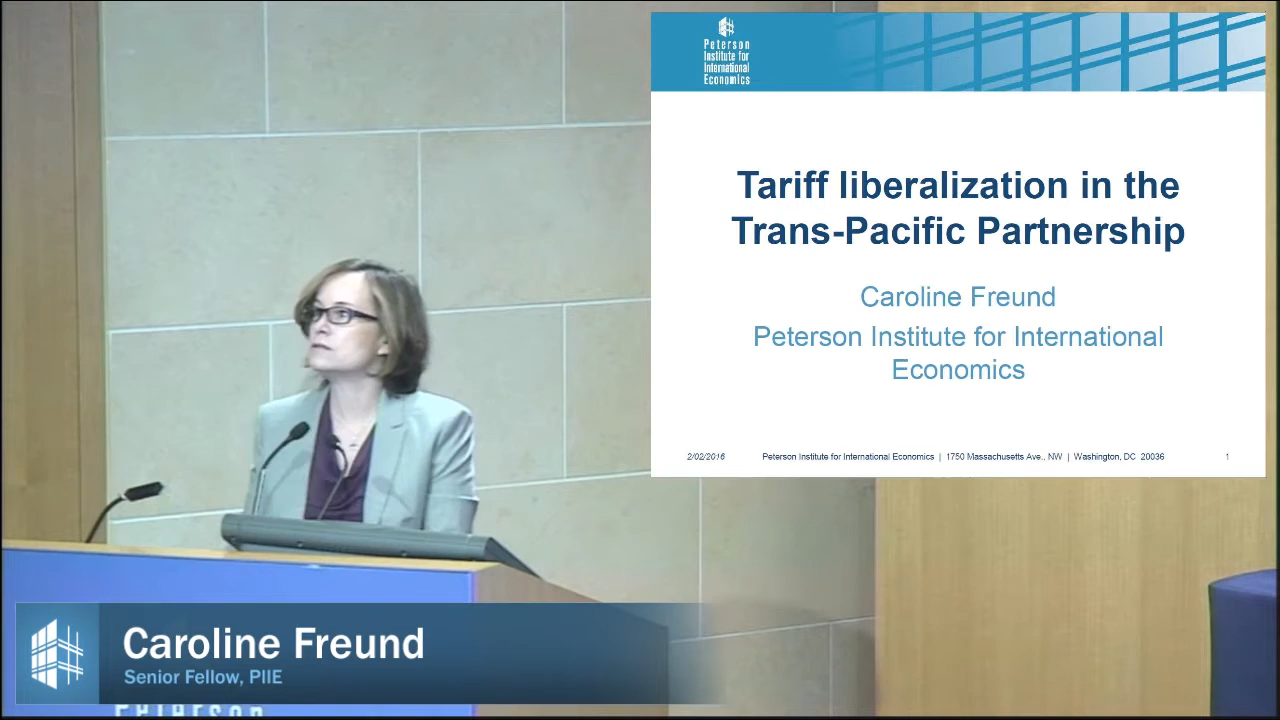 Peterson
Institute for
International
Economics
Tariff liberalization in the
Trans-Pacific Partnership
Caroline Freund
Peterson Institute for International
Economics
2/02/2016 Peterson Institute for International Economics | 1750 Massachusetts Ave., NW | Washington, DC 20036 1
Caroline Freund
Senior Fellow, PIIE
PETERSON